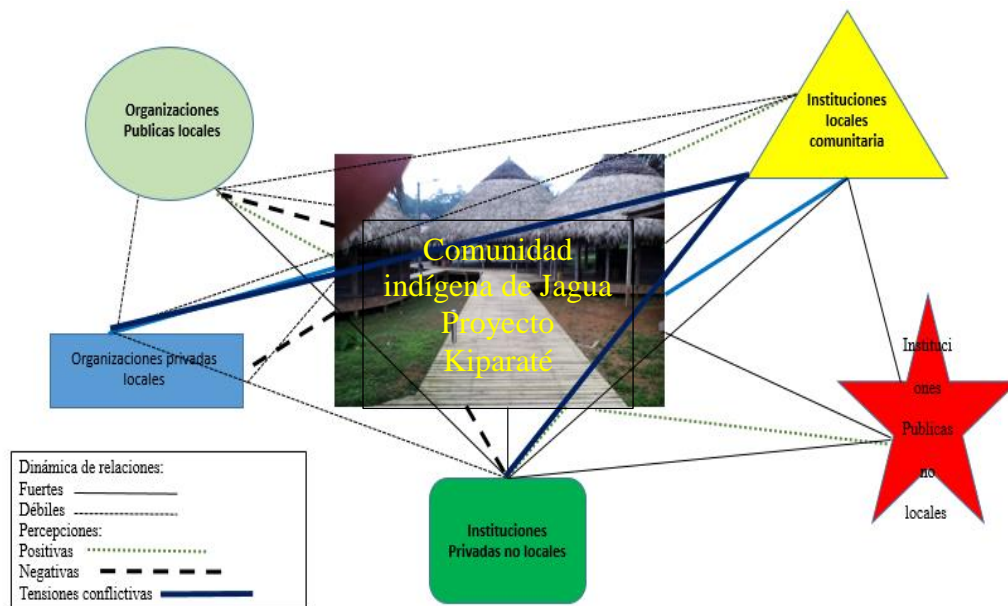 Organizaciones
Publicas locales
Instituciones
locales
comunitaria
Comunidad
indígena de Jagua
Proyecto
Kiparaté
Organizaciones privadas
locales
Instituci
ones
Publicas
no
locales
Instituciones
Privadas no locales
Dinámica de relaciones:
Fuertes
Débiles
Percepciones:
Positivas
Negativas
Tensiones conflictivas